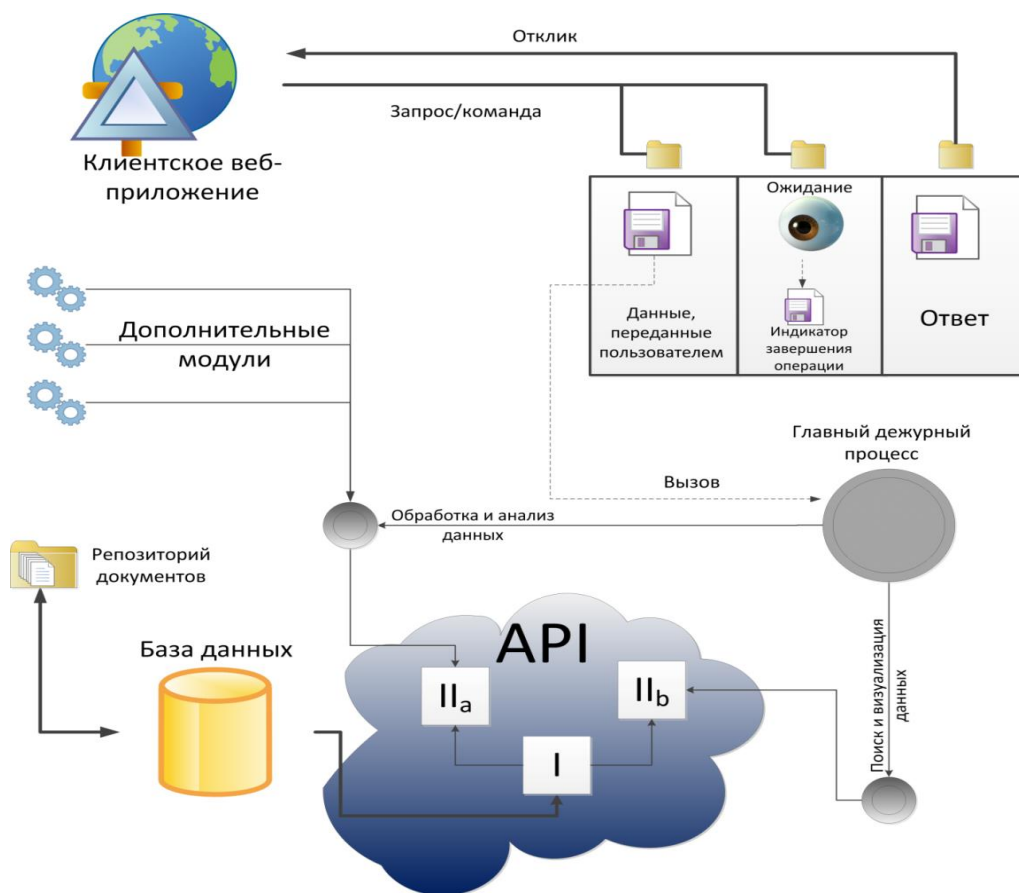 Отклик
Запрос/команда
Клиентское веб-
приложение
Ожидание
Данные,
переданные
пользователем
Индикатор
завершения
операции
Ответ
Дополнительные
модули
Главный дежурный
процесс
Вызов
Обработка и анализ
данных
Репозиторий
документов
База данных
API
IIa
IIb
I
Поиск и визуализация
данных